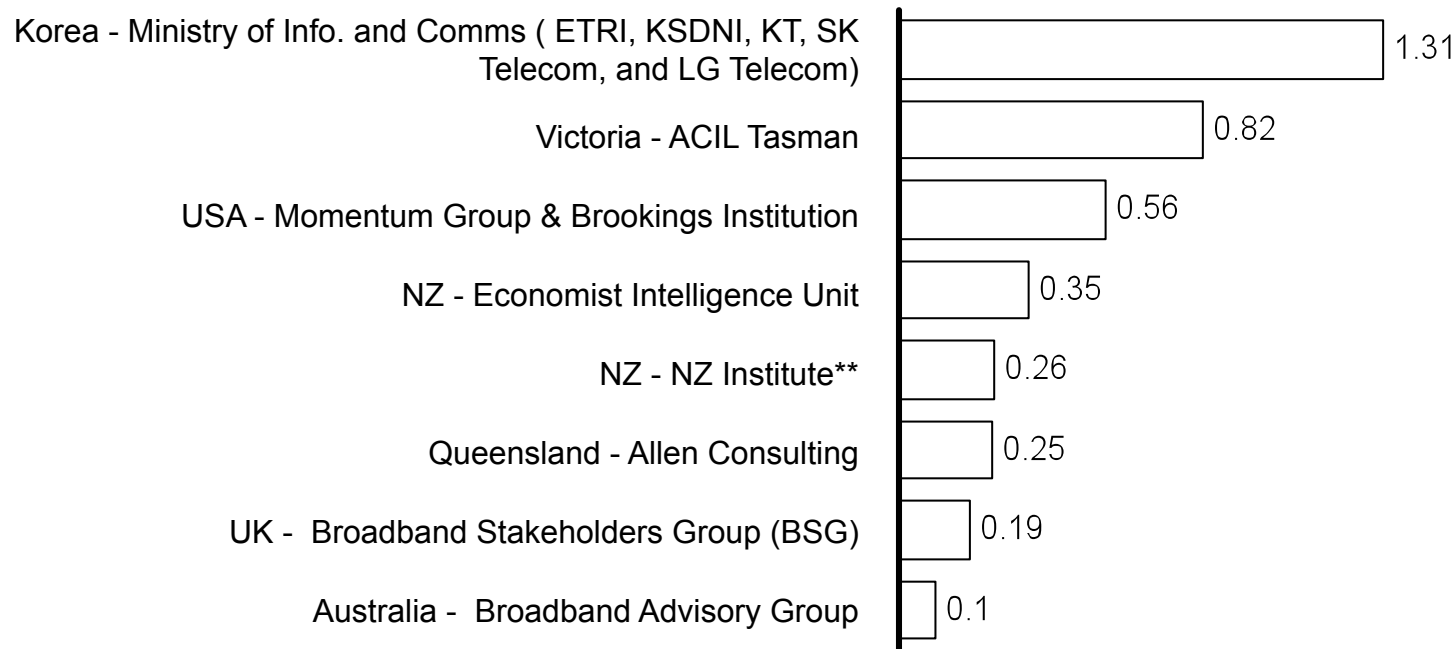 Korea - Ministry of Info. and Comms ( ETRI, KSDNI, KT, SK
Telecom, and LG Telecom)
1.31
Victoria - ACIL Tasman
0.82
USA - Momentum Group & Brookings Institution
0.56
NZ - Economist Intelligence Unit
0.35
NZ - NZ Institute**
0.26
Queensland - Allen Consulting
0.25
UK -  Broadband Stakeholders Group (BSG)
0.19
Australia -  Broadband Advisory Group
0.1